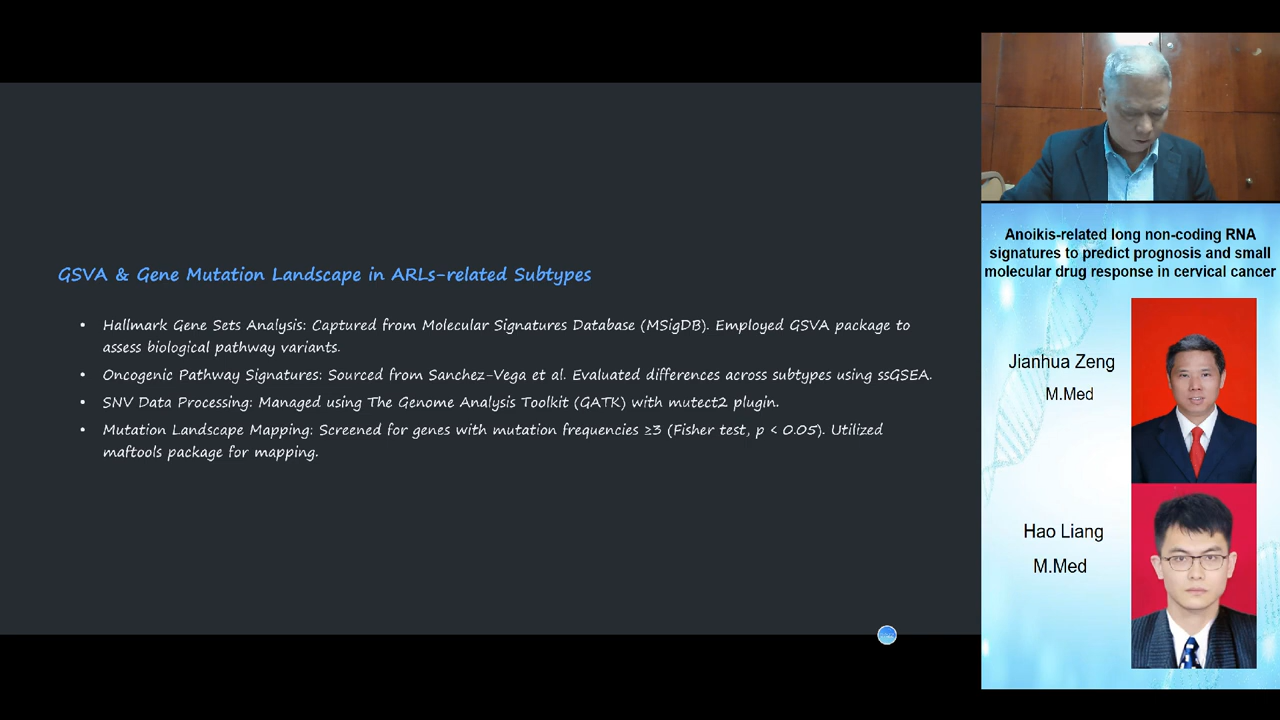 GSVA & Gene Mutation Landscape in ARLs-related Subtypes
• Hallmark Gene Sets Analysis: Captured from Molecular Signatures Database (MSigDB). Employed GSVA package to
assess biological pathway variants.
• Oncogenic Pathway Signatures: Sourced from Sanchez-Vega et al. Evaluated differences across subtypes using ssGSEA.
• SNV Data Processing: Managed using The Genome Analysis Toolkit (GATK) with mutect2 plugin.
• Mutation Landscape Mapping: Screened for genes with mutation frequencies ≥3 (Fisher test, p < 0.05). Utilized
maftools package for mapping.
Anoikis-related long non-coding RNA
signatures to predict prognosis and small
molecular drug response in cervical cancer
Jianhua Zeng
M.Med
Hao Liang
M.Med